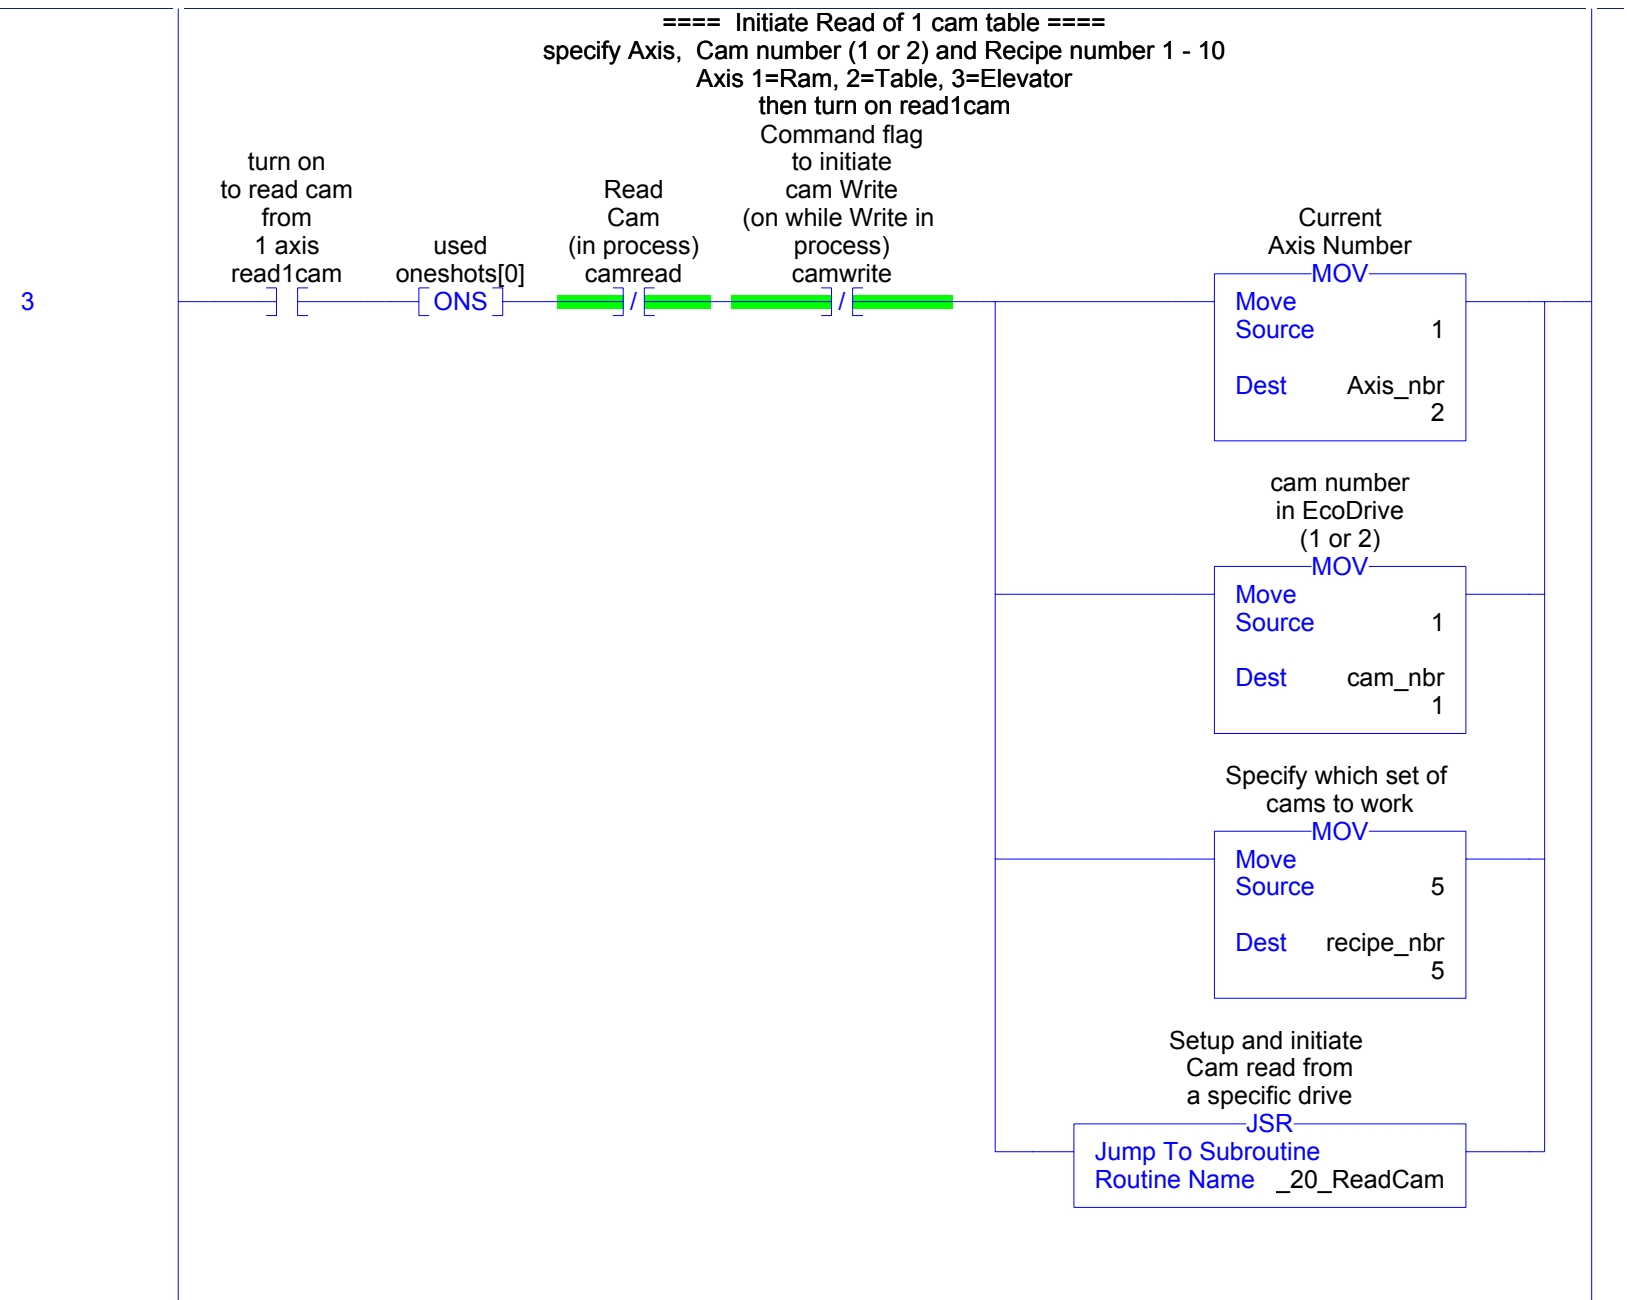 ==== Initiate Read of 1 cam table ====
specify Axis, Cam number (1 or 2) and Recipe number 1 - 10
Axis 1=Ram, 2=Table, 3=Elevator
then turn on read1cam
turn on
to read cam
from
1 axis
read1cam
used
oneshots[0]
ONS
Read
Cam
(in process)
camread
/
Command flag
to initiate
cam Write
(on while Write in
process)
camwrite
/
3
Current
Axis Number
MOV
Move
Source 1
Dest Axis_nbr
2
cam number
in EcoDrive
(1 or 2)
MOV
Move
Source 1
Dest cam_nbr
1
Specify which set of
cams to work
MOV
Move
Source 5
Dest recipe_nbr
5
Setup and initiate
Cam read from
a specific drive
JSR
Jump To Subroutine
Routine Name _20_ReadCam